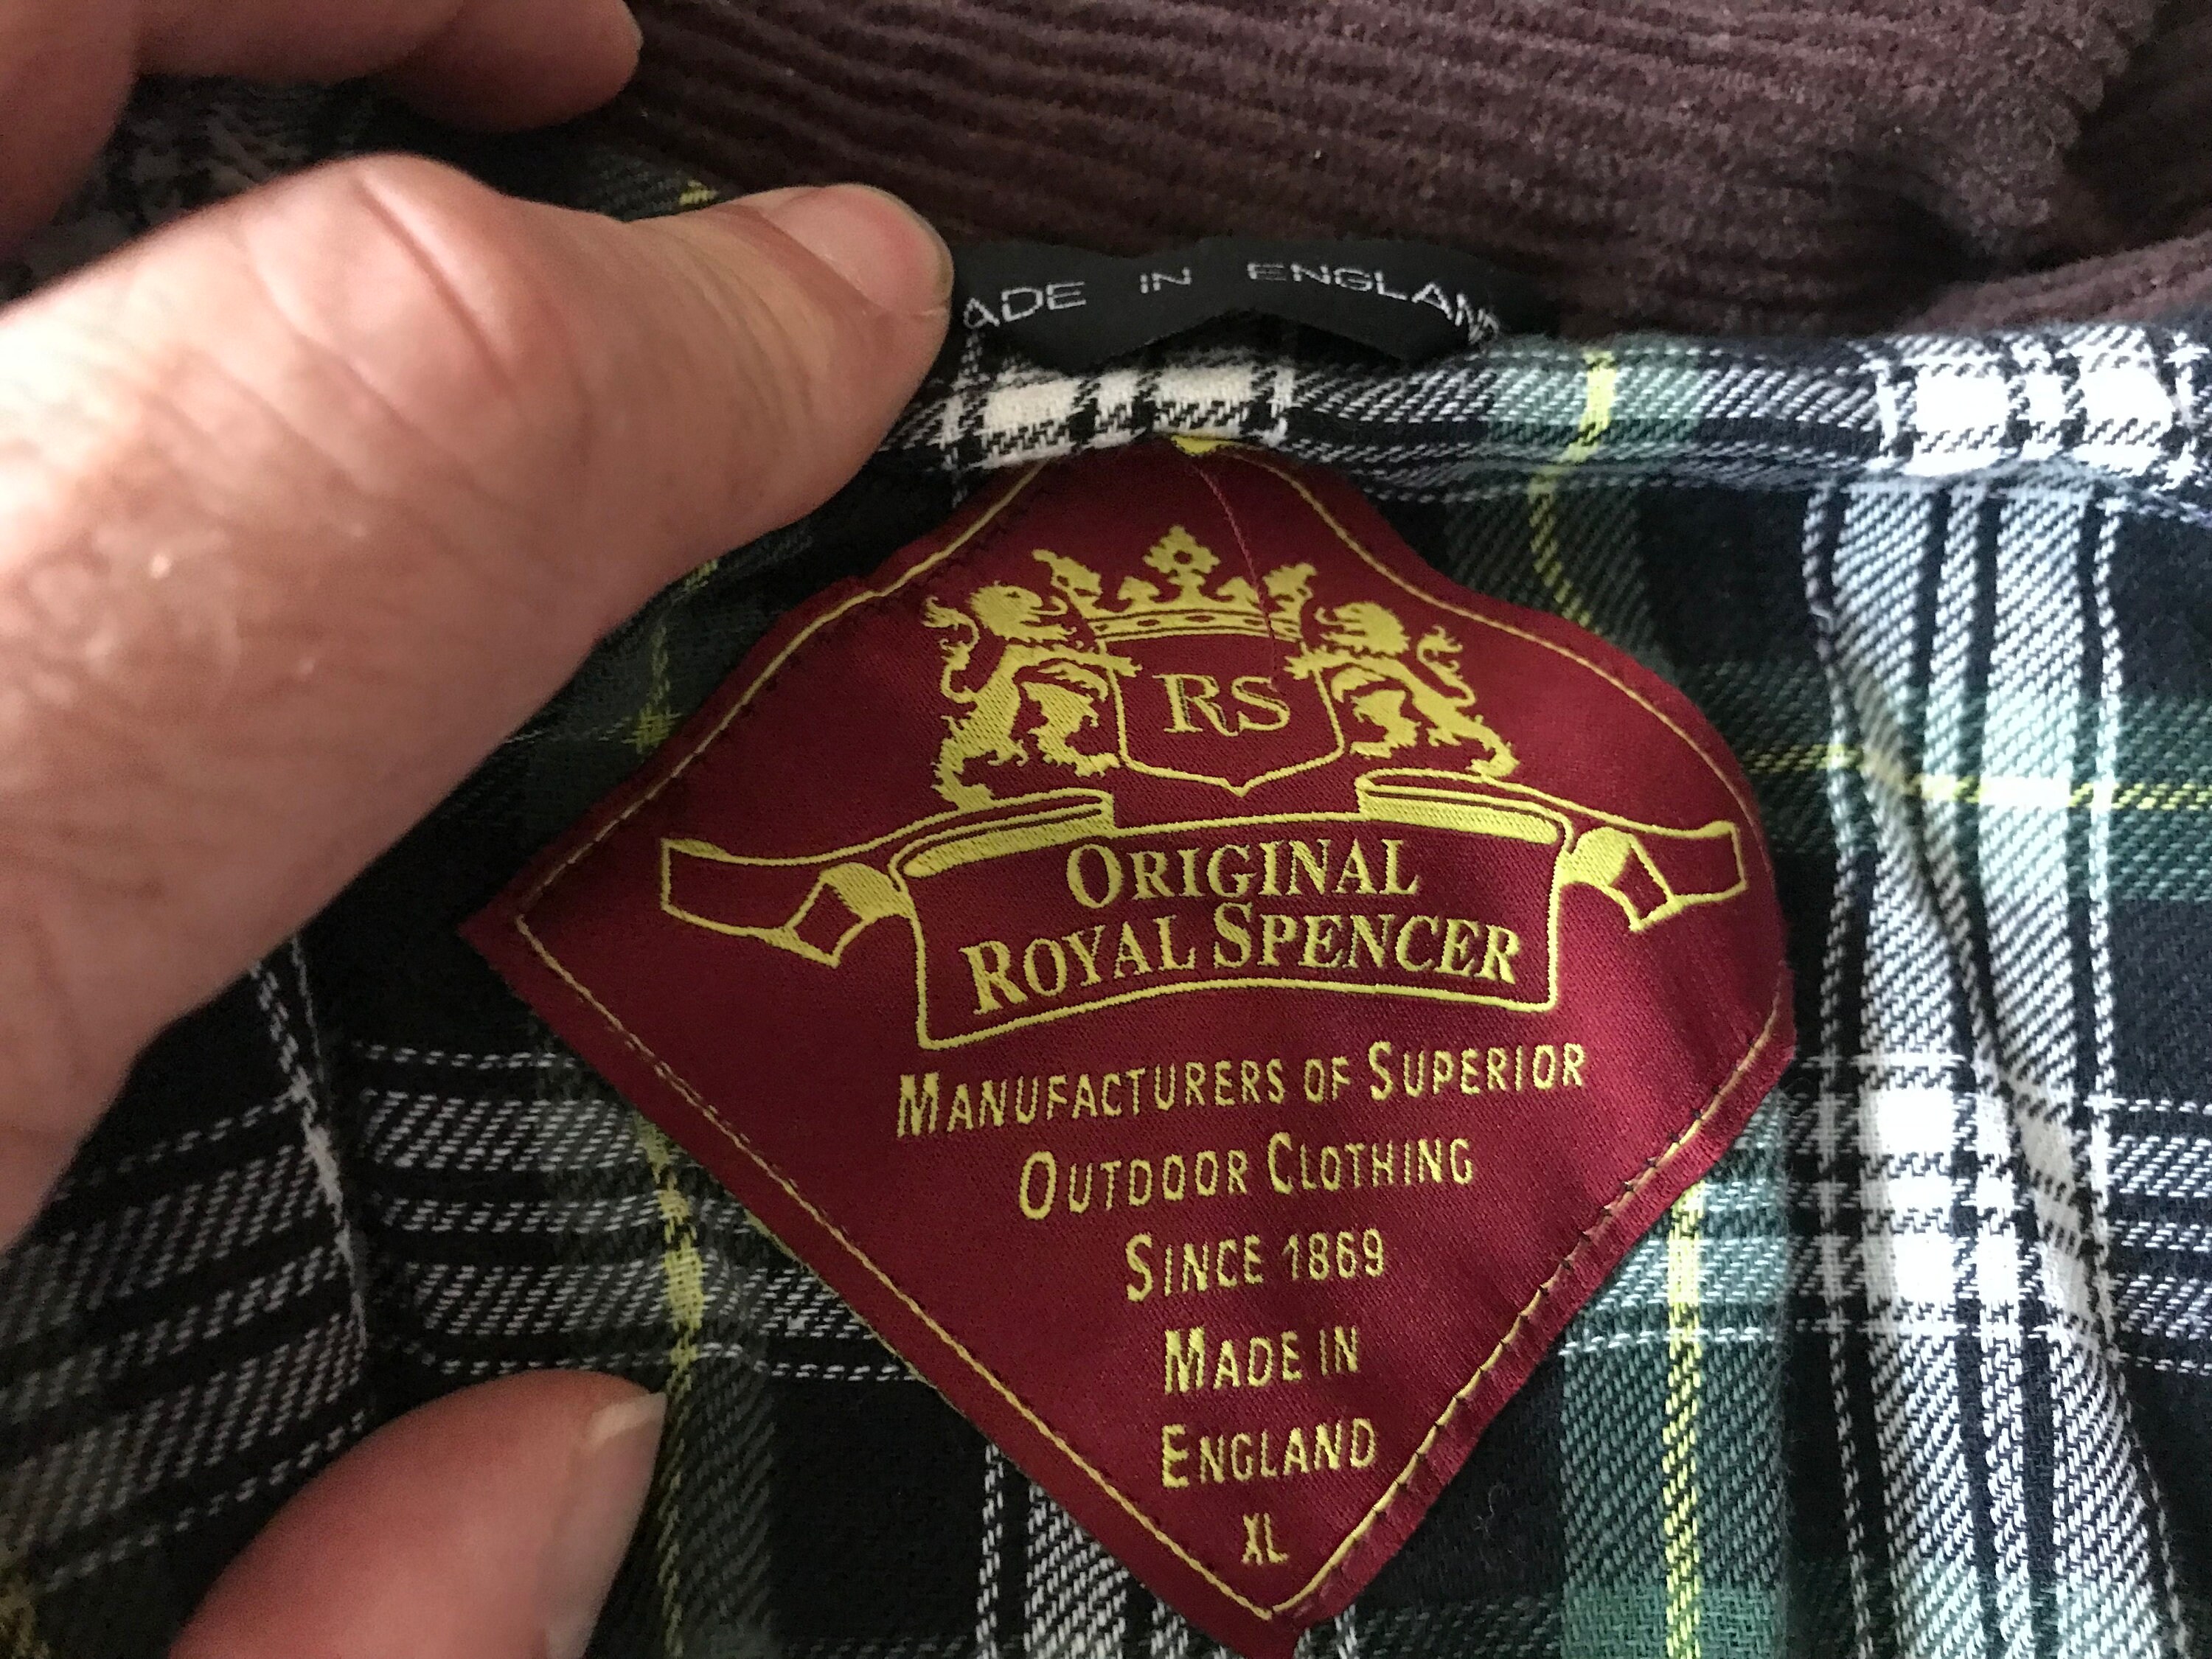 ADE IN ENGLAN
RS
ORIGINAL
ROYAL SPENCER
MANUFACTURERS OF SUPERIOR
OUTDOOR CLOTHING
SINCE 1869
MADE IN
ENGLAND
XL